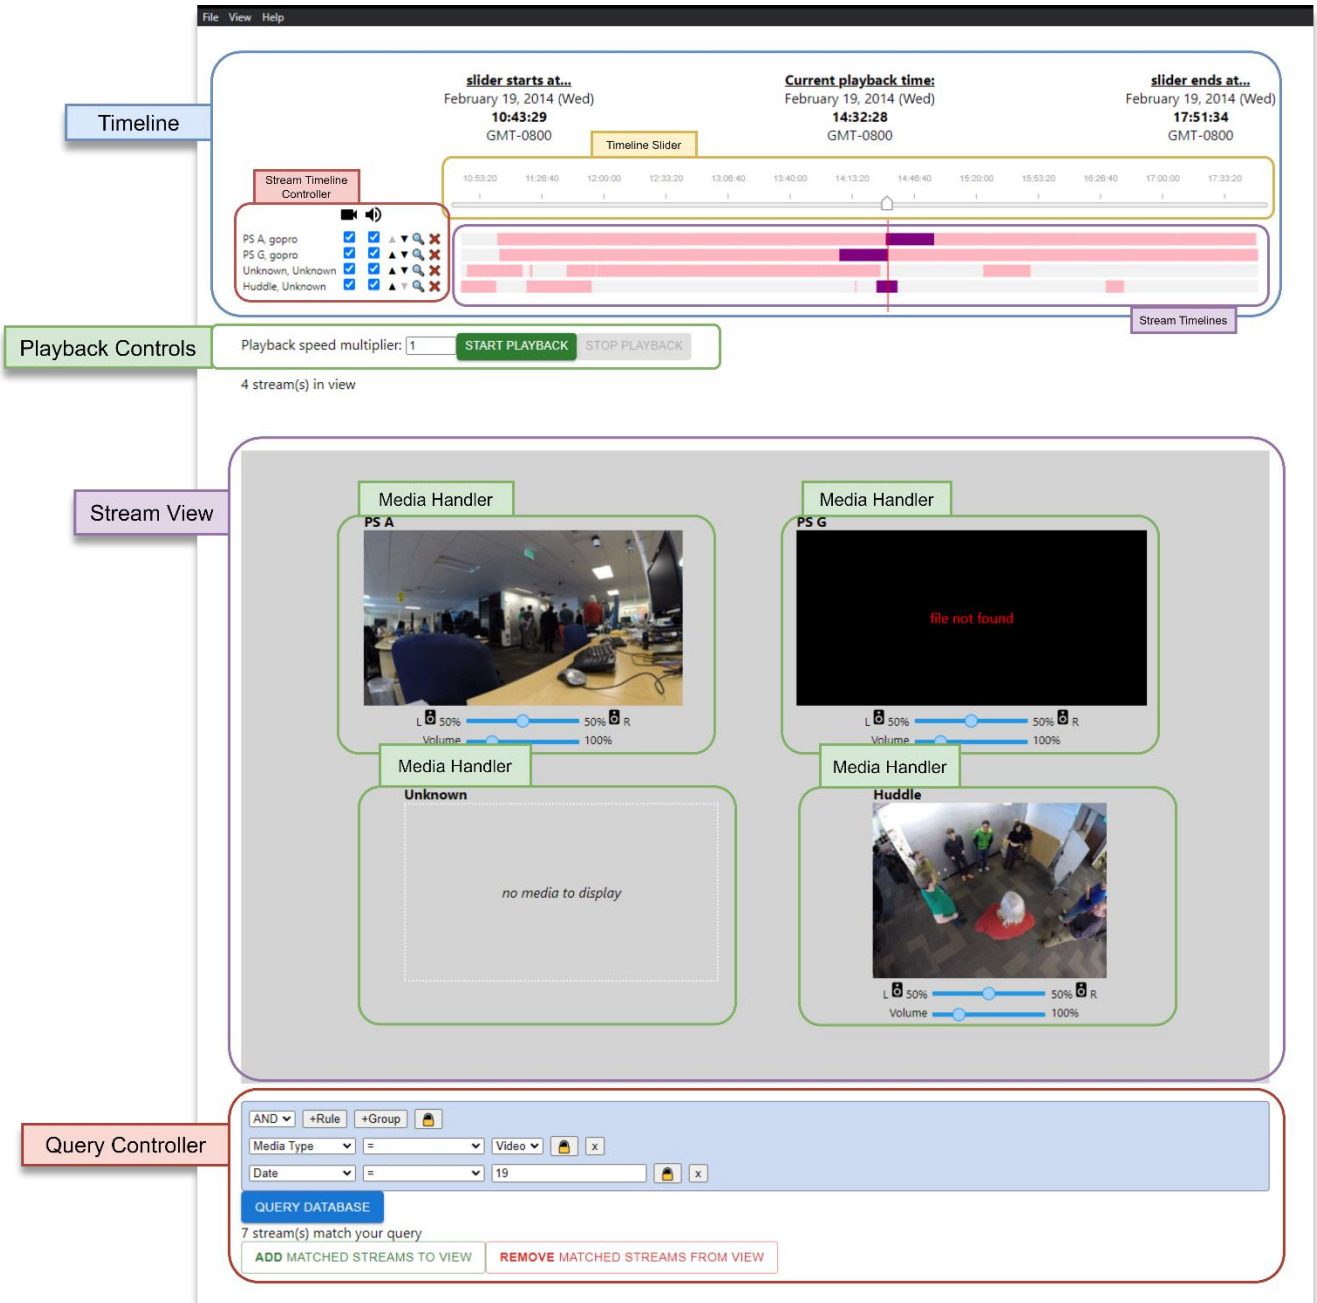 File View Help
slider starts at...
February 19, 2014 (Wed)
10:43:29
GMT-0800
Current playback time:
February 19, 2014 (Wed)
14:32:28
GMT-0800
slider ends at...
February 19, 2014 (Wed)
17:51:34
GMT-0800
Timeline
Timeline Slider
Stream Timeline
Controller
10:53:20 11:26:40 12:00:00 12:33:20 13:06:40 13:40:00 14:13:20 14:46:40 15:20:00 15:53:20 16:26:40 17:00:00 17:33:20
PS A, gopro
PS G, gopro
Unknown, Unknown
Huddle, Unknown
Stream Timelines
Playback Controls
Playback speed multiplier: 1 START PLAYBACK STOP PLAYBACK
4 stream(s) in view
Stream View
Media Handler
PS A
L 50% 50% R
Volume 100%
Media Handler
PS G
file not found
L 50% 50% R
Volume 100%
Media Handler
Unknown
no media to display
Media Handler
Huddle
L 50% 50% R
Volume 100%
Query Controller
AND +Rule +Group
Media Type = Video x
Date = 19 x
QUERY DATABASE
7 stream(s) match your query
ADD MATCHED STREAMS TO VIEW REMOVE MATCHED STREAMS FROM VIEW